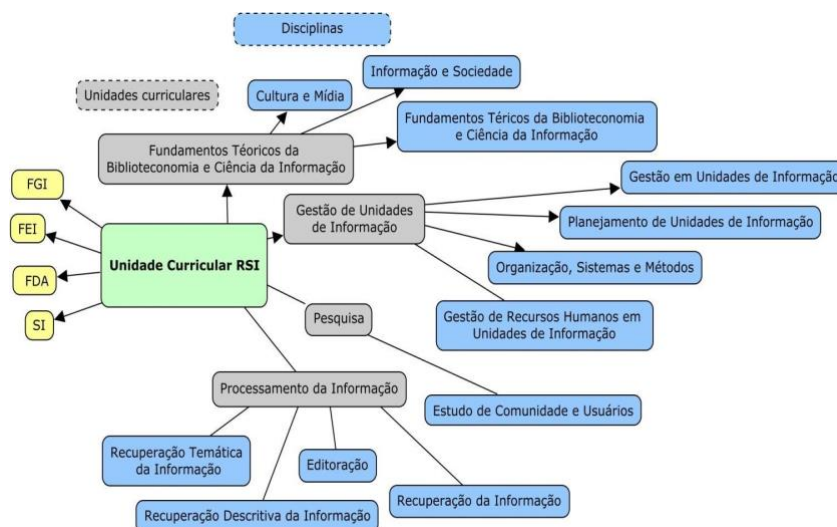 Disciplinas
Informação e Sociedade
Unidades curriculares
Cultura e Mídia
Fundamentos Téricos da Biblioteconomia
e Ciência da Informação
Fundamentos Téoricos da
Biblioteconomia e Ciência da Informação
Gestão em Unidades de Informação
FGI
Gestão de Unidades
de Informação
Planejamento de Unidades de Informação
FEI
Unidade Curricular RSI
Organização, Sistemas e Métodos
FDA
Gestão de Recursos Humanos em
Unidades de Informação
SI
Pesquisa
Processamento da Informação
Estudo de Comunidade e Usuários
Recuperação Temática
da Informação
Editoração
Recuperação da Informação
Recuperação Descritiva da Informação